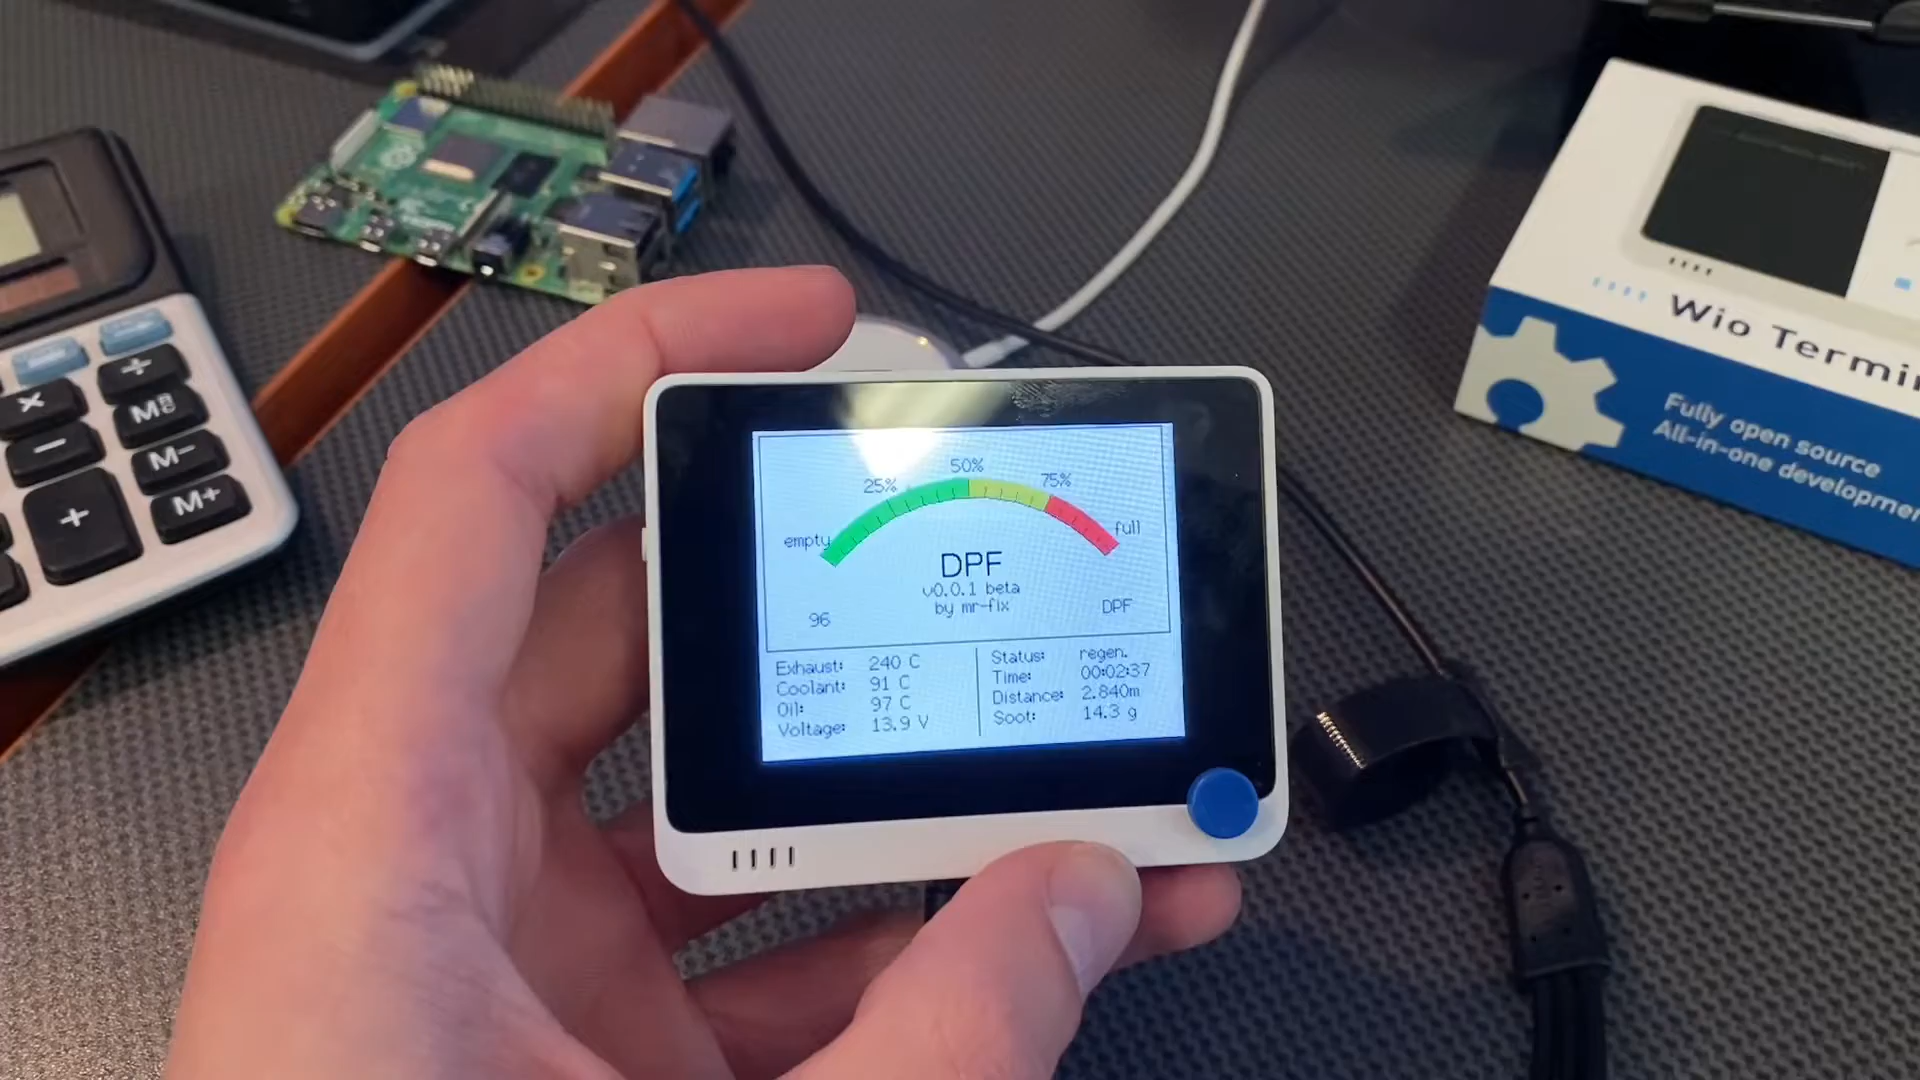 50%
25%
75%
empty
full
DPF
v0.0.1 beta
by mr-fix
96
DPF
Exhaust: 240 C
Coolant: 91 C
Oil: 97 C
Voltage: 13.9 V
Status: regen.
Time: 00:02:37
Distance: 2.840m
Soot: 14.3 g
Wio Termin
Fully open source
All-in-one developmen
÷
×
M
−
M−
+
M+